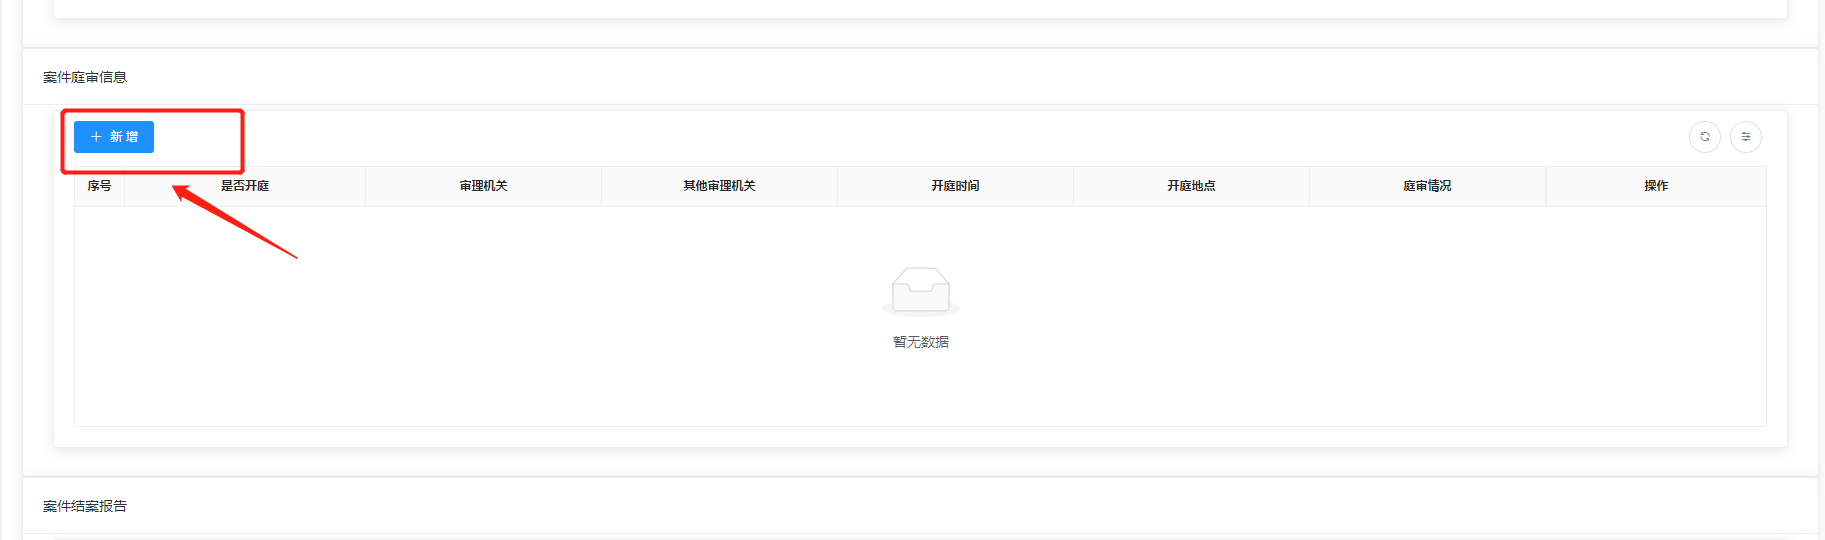 案件庭审信息
+ 新增
序号 是否开庭 审理机关 其他审理机关 开庭时间 开庭地点 庭审情况 操作
暂无数据
案件结案报告